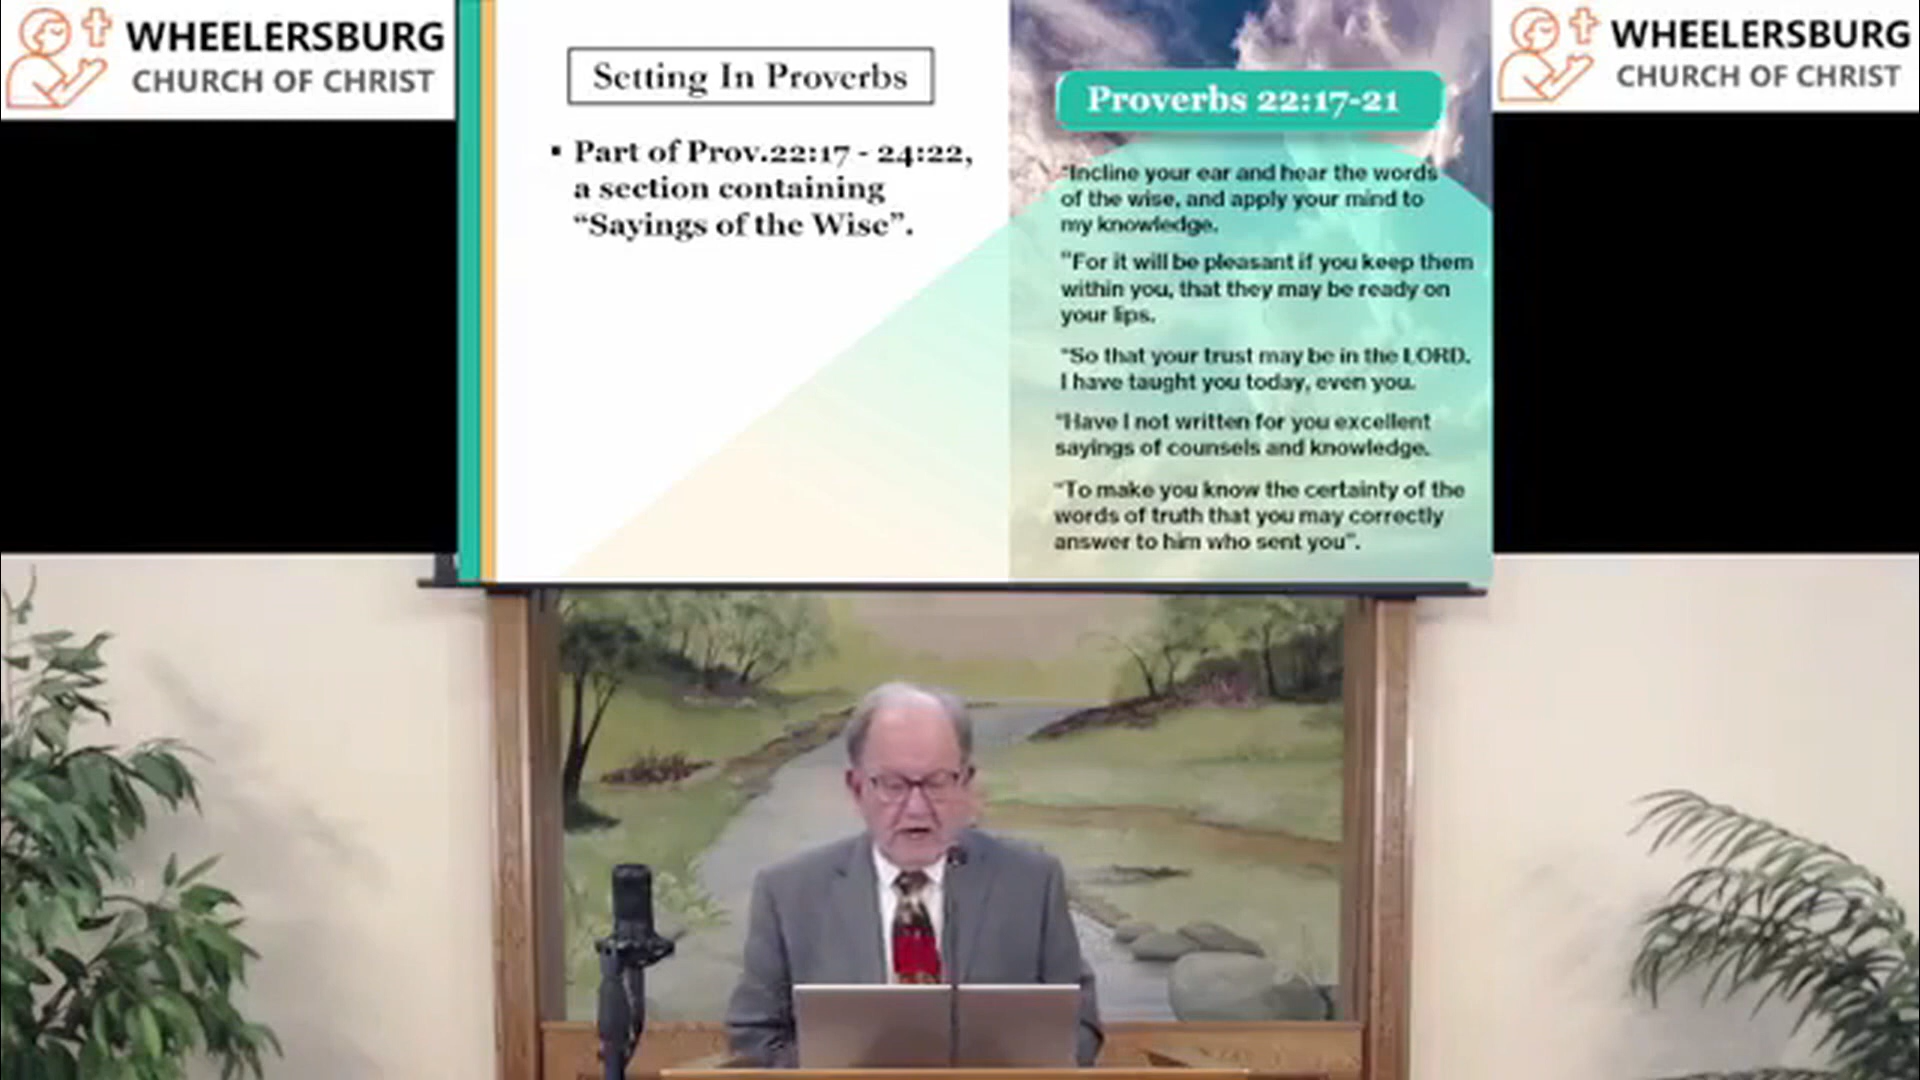 WHEELERSBURG
CHURCH OF CHRIST
Setting In Proverbs
▪ Part of Prov.22:17 - 24:22,
a section containing
“Sayings of the Wise”.
Proverbs 22:17-21
"Incline your ear and hear the words
of the wise, and apply your mind to
my knowledge.
"For it will be pleasant if you keep them
within you, that they may be ready on
your lips.
"So that your trust may be in the LORD.
I have taught you today, even you.
"Have I not written for you excellent
sayings of counsels and knowledge.
"To make you know the certainty of the
words of truth that you may correctly
answer to him who sent you".
WHEELERSBURG
CHURCH OF CHRIST